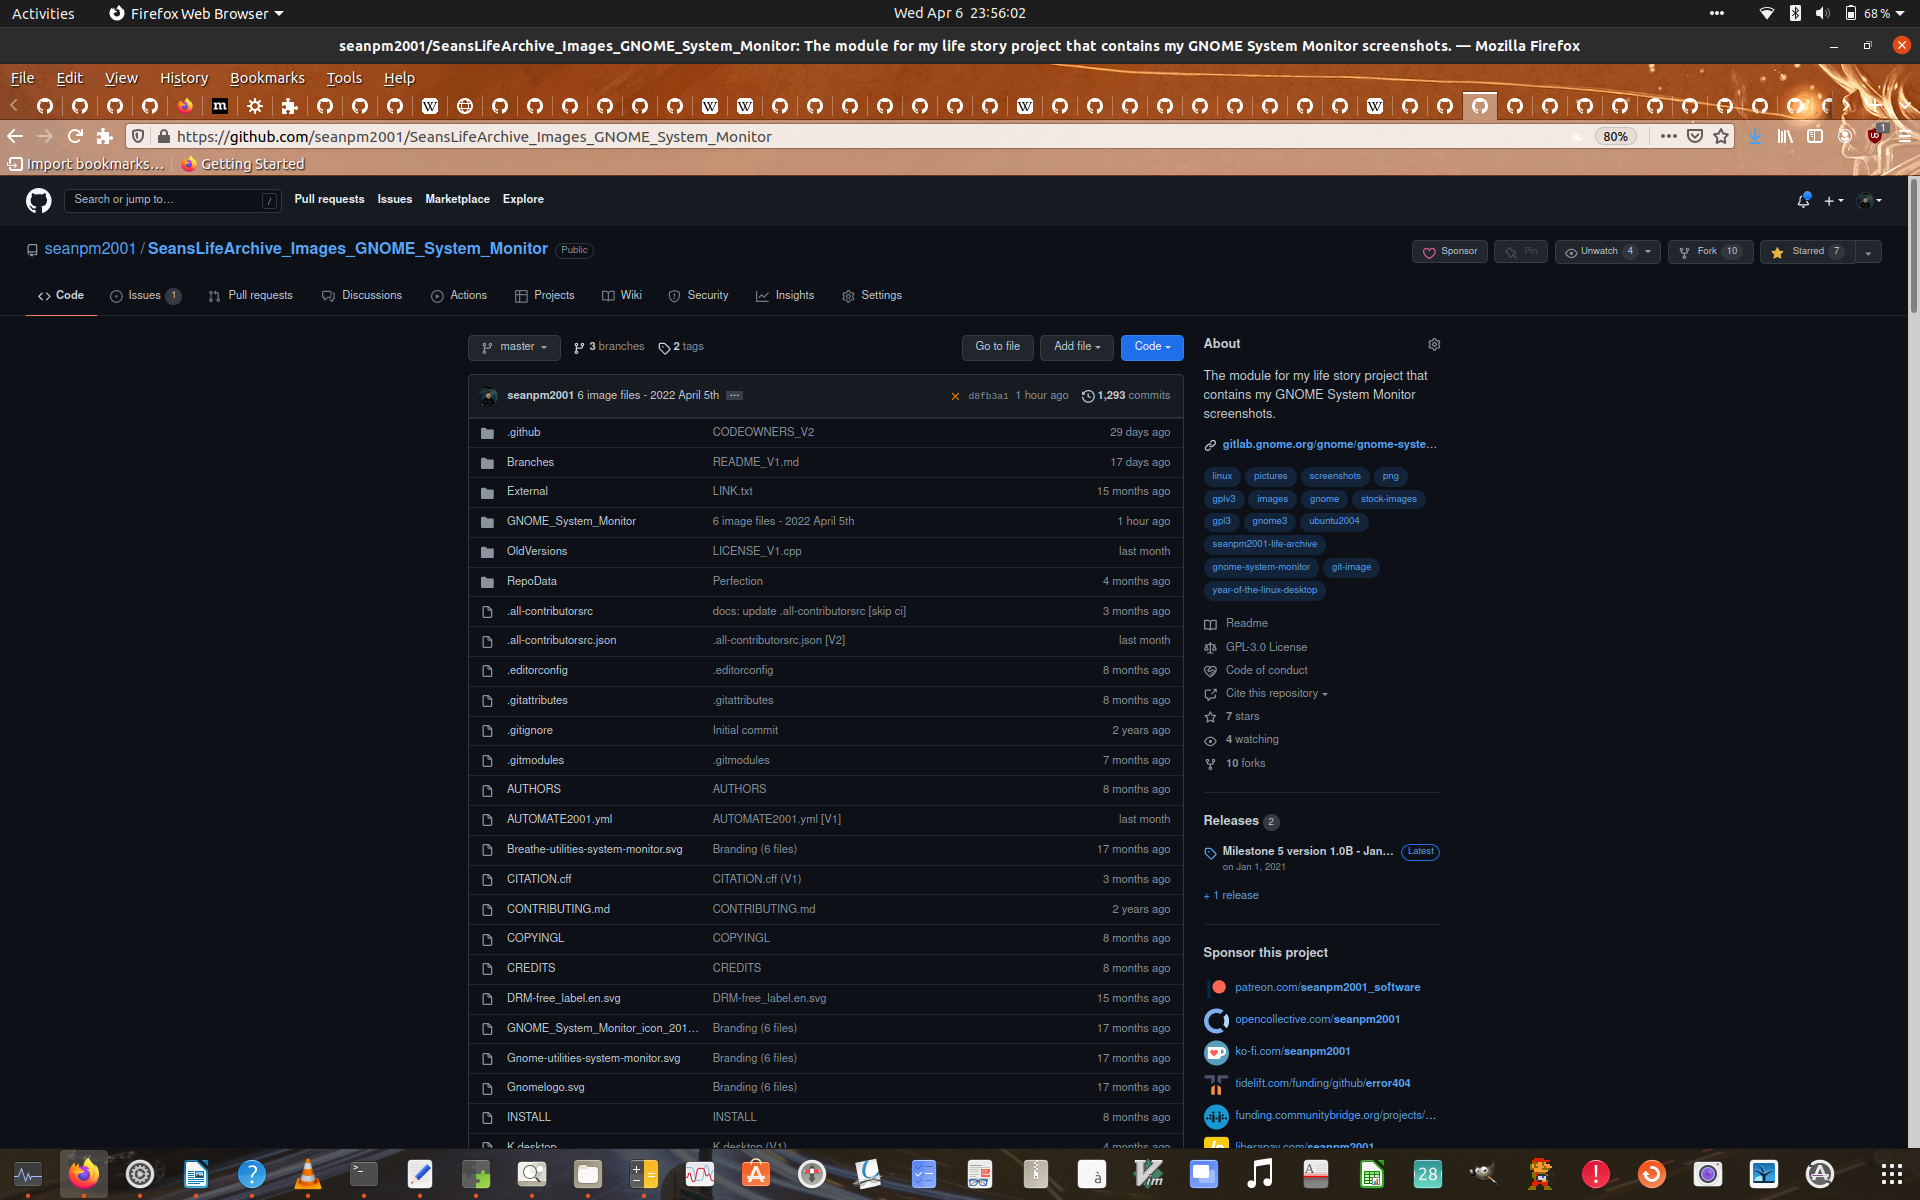 Activities
Firefox Web Browser
Wed Apr 6 23:56:02
68 %
seanpm2001/SeansLifeArchive_Images_GNOME_System_Monitor: The module for my life story project that contains my GNOME System Monitor screenshots. — Mozilla Firefox
File Edit View History Bookmarks Tools Help
https://github.com/seanpm2001/SeansLifeArchive_Images_GNOME_System_Monitor
80%
1
Import bookmarks… Getting Started
Search or jump to… /
Pull requests Issues Marketplace Explore
seanpm2001 / SeansLifeArchive_Images_GNOME_System_Monitor Public
Sponsor Pin Unwatch 4 Fork 10 Starred 7
Code Issues 1 Pull requests Discussions Actions Projects Wiki Security Insights Settings
master 3 branches 2 tags Go to file Add file Code
seanpm2001 6 image files - 2022 April 5th d8fb3a1 1 hour ago 1,293 commits
.github CODEOWNERS_V2 29 days ago
Branches README_V1.md 17 days ago
External LINK.txt 15 months ago
GNOME_System_Monitor 6 image files - 2022 April 5th 1 hour ago
OldVersions LICENSE_V1.cpp last month
RepoData Perfection 4 months ago
.all-contributorsrc docs: update .all-contributorsrc [skip ci] 3 months ago
.all-contributorsrc.json .all-contributorsrc.json [V2] last month
.editorconfig .editorconfig 8 months ago
.gitattributes .gitattributes 8 months ago
.gitignore Initial commit 2 years ago
.gitmodules .gitmodules 7 months ago
AUTHORS AUTHORS 8 months ago
AUTOMATE2001.yml AUTOMATE2001.yml [V1] last month
Breathe-utilities-system-monitor.svg Branding (6 files) 17 months ago
CITATION.cff CITATION.cff (V1) 3 months ago
CONTRIBUTING.md CONTRIBUTING.md 2 years ago
COPYINGL COPYINGL 8 months ago
CREDITS CREDITS 8 months ago
DRM-free_label.en.svg DRM-free_label.en.svg 15 months ago
GNOME_System_Monitor_icon_201… Branding (6 files) 17 months ago
Gnome-utilities-system-monitor.svg Branding (6 files) 17 months ago
Gnomelogo.svg Branding (6 files) 17 months ago
INSTALL INSTALL 8 months ago
K.desktop K.desktop (V1) 4 months ago
About
The module for my life story project that
contains my GNOME System Monitor
screenshots.
gitlab.gnome.org/gnome/gnome-syste…
linux pictures screenshots png
gplv3 images gnome stock-images
gpl3 gnome3 ubuntu2004
seanpm2001-life-archive
gnome-system-monitor git-image
year-of-the-linux-desktop
Readme
GPL-3.0 License
Code of conduct
Cite this repository
7 stars
4 watching
10 forks
Releases 2
Milestone 5 version 1.0B - Jan… Latest
on Jan 1, 2021
+ 1 release
Sponsor this project
patreon.com/seanpm2001_software
opencollective.com/seanpm2001
ko-fi.com/seanpm2001
tidelift.com/funding/github/error404
funding.communitybridge.org/projects/…
liberapay.com/seanpm2001
28